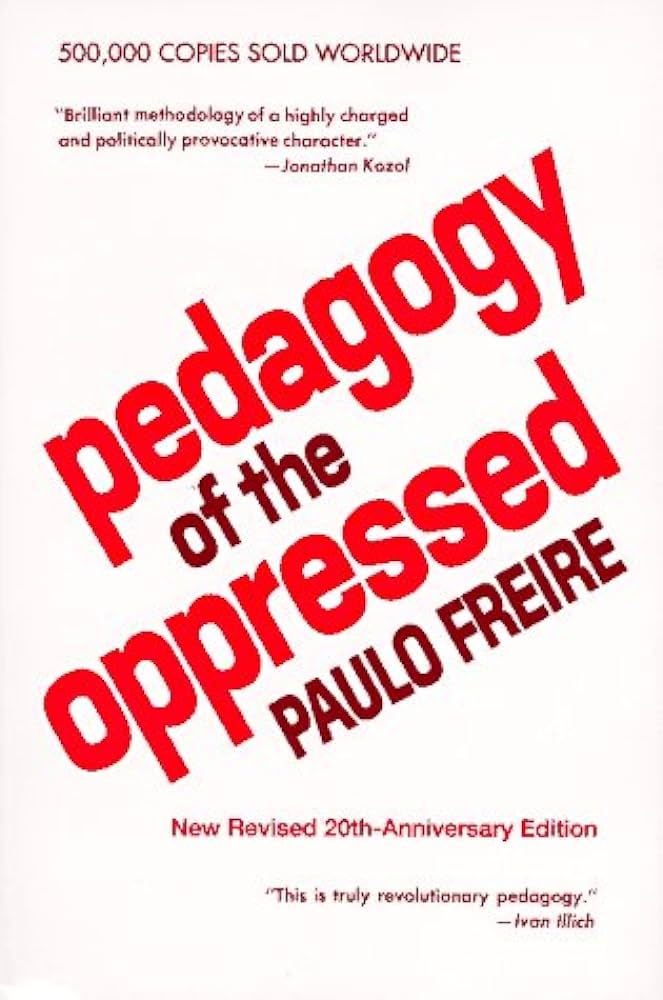 500,000 COPIES SOLD WORLDWIDE
"Brilliant methodology of a highly charged
and politically provocative character."
—Jonathan Kozol
pedagogy
of the
oppressed
PAULO FREIRE
New Revised 20th-Anniversary Edition
"This is truly revolutionary pedagogy."
—Ivan Illich